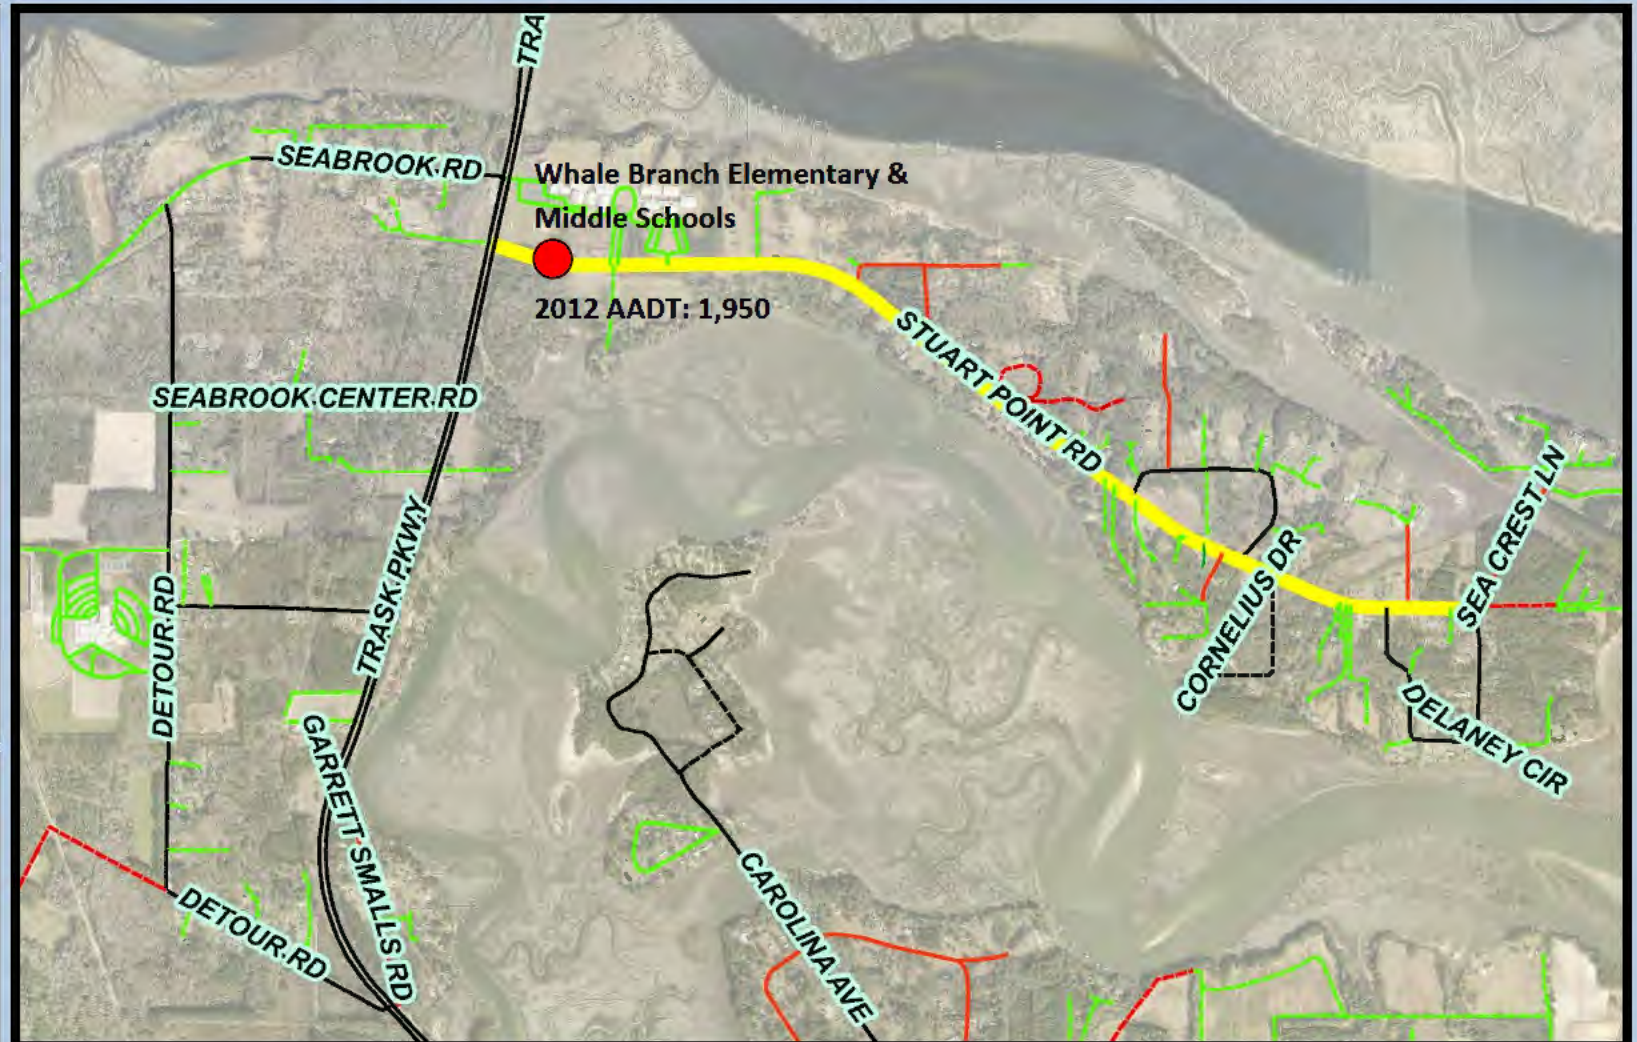 TRA
SEABROOK RD
Whale Branch Elementary &
Middle Schools
2012 AADT: 1,950
STUART POINT RD
SEABROOK CENTER RD
TRASK PKWY
DETOUR RD
SEA CREST LN
CORNELIUS DR
DELANEY CIR
GARRETT SMALLS RD
CAROLINA AVE
DETOUR RD